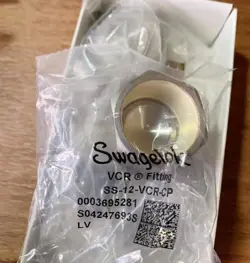 Swagelok
VCR ® Fitting
SS-12-VCR-CP
0003695281
S04247693S
LV